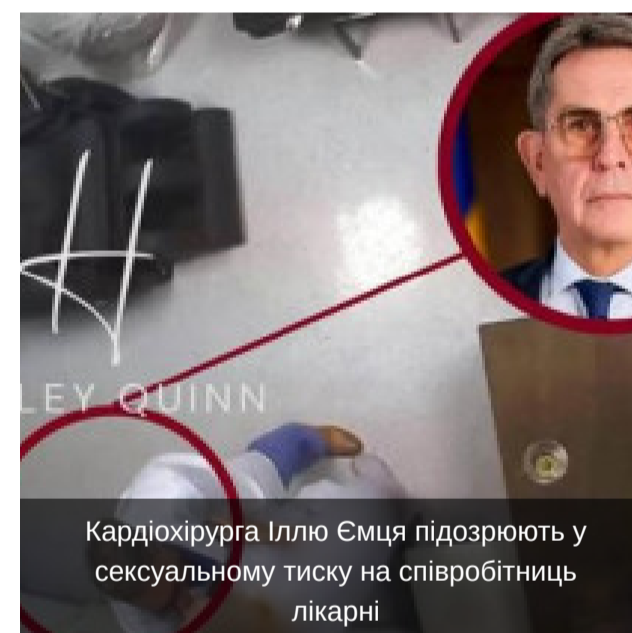 H
LEY QUINN
Кардіохірурга Іллю Ємця підозрюють у
сексуальному тиску на співробітниць
лікарні